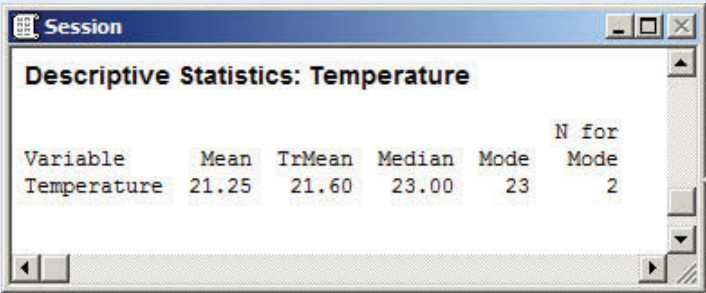 Session
Descriptive Statistics: Temperature
N for
Variable Mean TrMean Median Mode Mode
Temperature 21.25 21.60 23.00 23 2